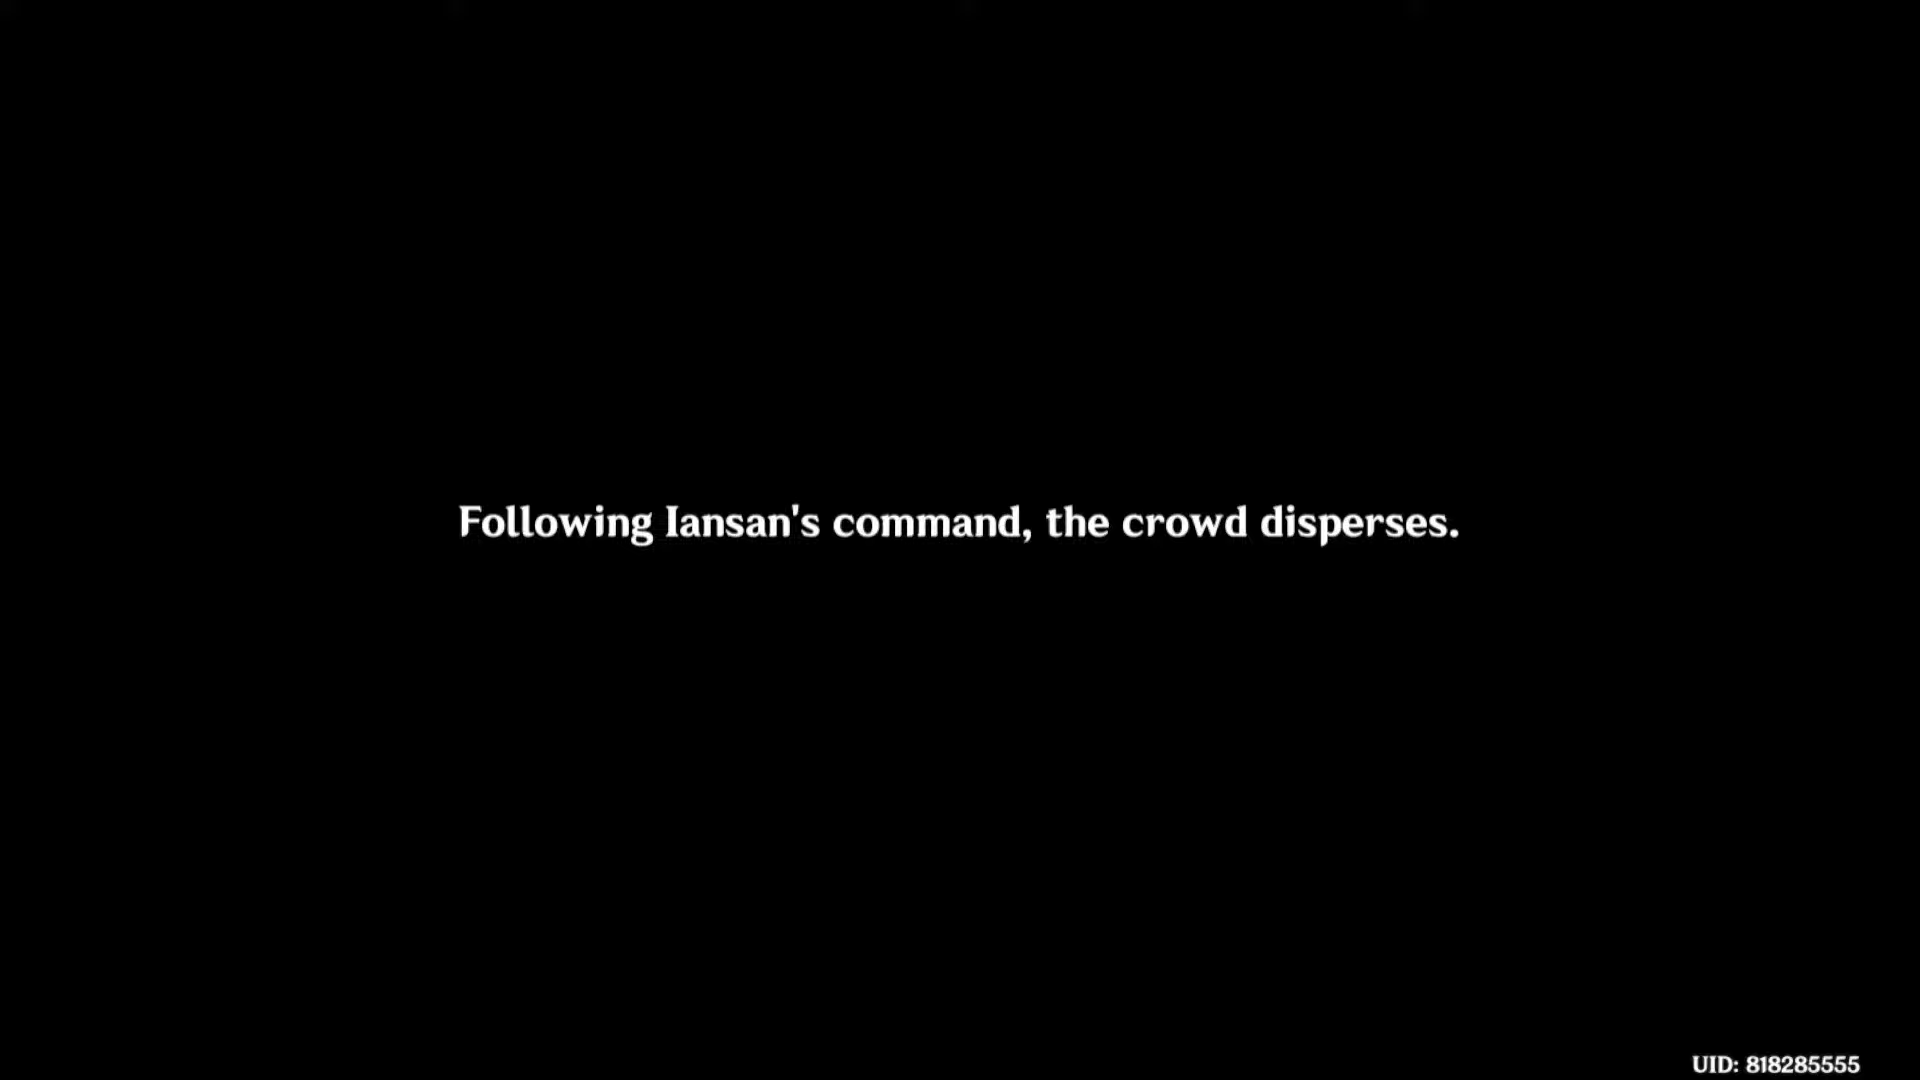 Following Iansan's command, the crowd disperses.
UID: 818285555